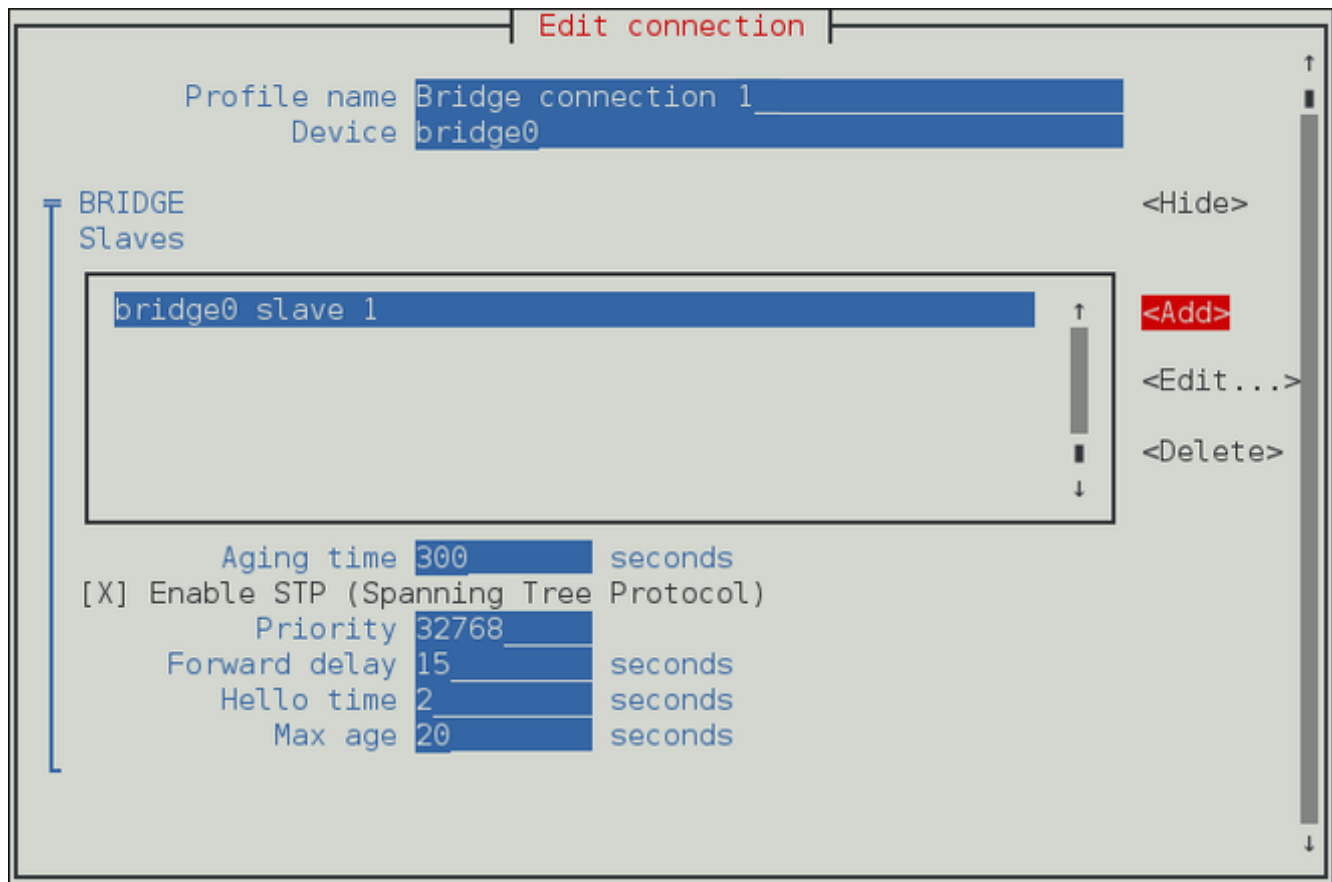 Edit connection
Profile name Bridge connection 1
Device bridge0
BRIDGE <Hide>
Slaves
bridge0 slave 1 <Add>
<Edit...>
<Delete>
Aging time 300 seconds
[X] Enable STP (Spanning Tree Protocol)
Priority 32768
Forward delay 15 seconds
Hello time 2 seconds
Max age 20 seconds